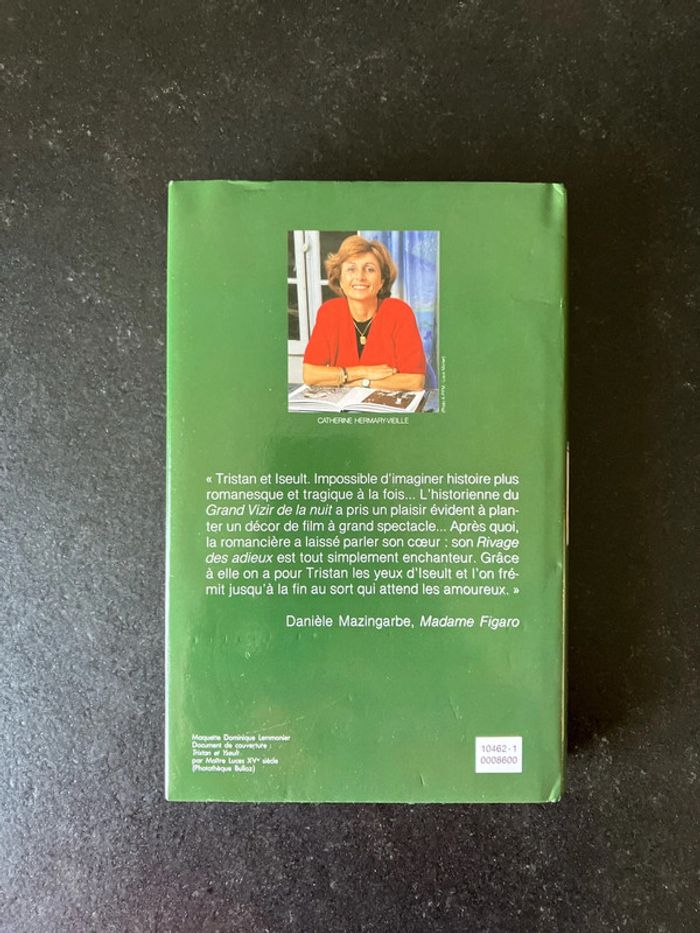 CATHERINE HERMARY-VIEILLE
« Tristan et Iseult. Impossible d'imaginer histoire plus
romanesque et tragique à la fois... L'historienne du
Grand Vizir de la nuit a pris un plaisir évident à plan-
ter un décor de film à grand spectacle... Après quoi,
la romancière a laissé parler son cœur : son Rivage
des adieux est tout simplement enchanteur. Grâce
à elle on a pour Tristan les yeux d'Iseult et l'on fré-
mit jusqu'à la fin au sort qui attend les amoureux. »
Danièle Mazingarbe, Madame Figaro
Maquette Dominique Lemmonier
Document de couverture :
Tristan et Yseult
par Maître Luces XVe siècle
(Photothèque Bulloz)
10462-1
0008600